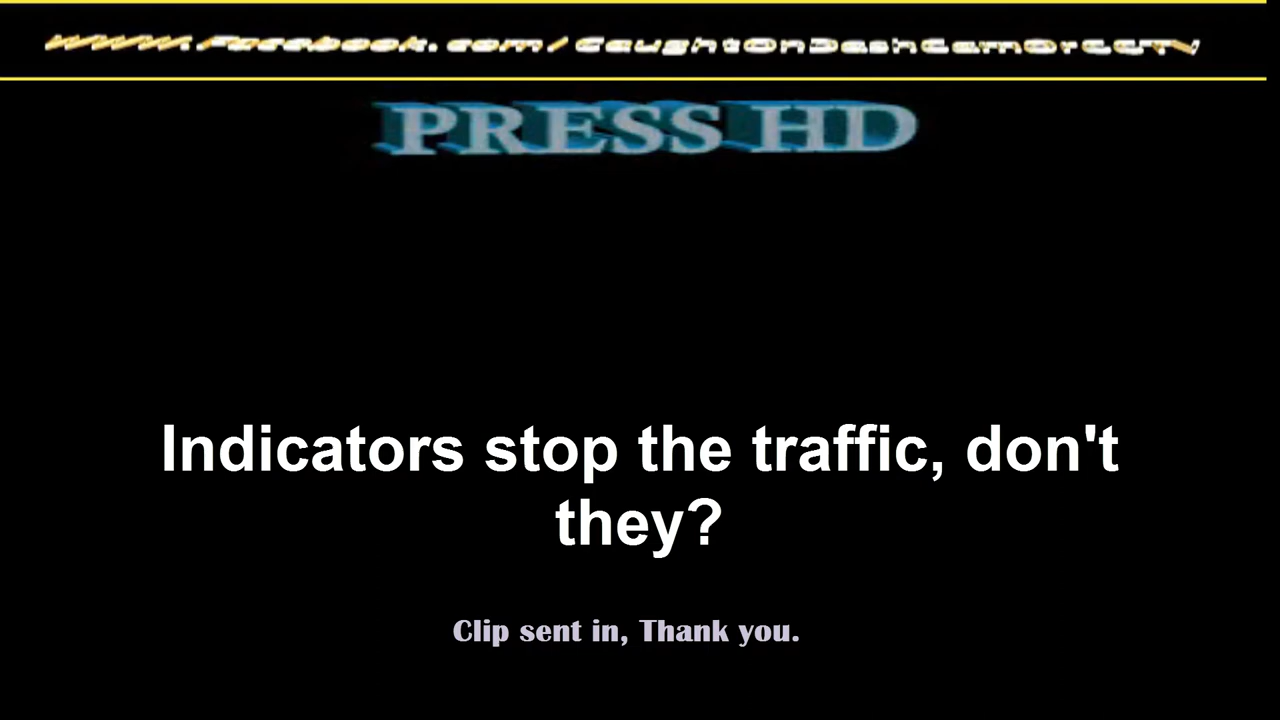 www.Facebook.com/CaughtOnDashCamOrCCTV
PRESS HD
Indicators stop the traffic, don't
they?
Clip sent in, Thank you.